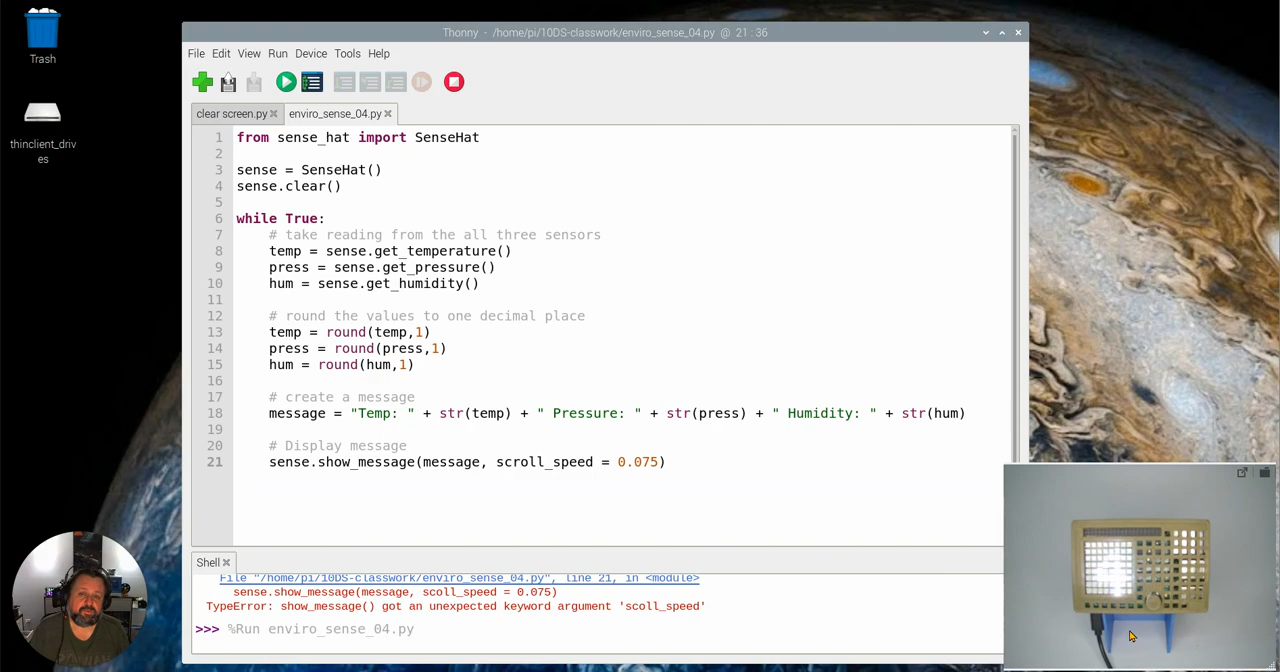 Trash
thinclient_driv
es
Thonny - /home/pi/10DS-classwork/enviro_sense_04.py @ 21 : 36
File Edit View Run Device Tools Help
clear screen.py
enviro_sense_04.py
1 from sense_hat import SenseHat
2
3 sense = SenseHat()
4 sense.clear()
5
6 while True:
7 # take reading from the all three sensors
8 temp = sense.get_temperature()
9 press = sense.get_pressure()
10 hum = sense.get_humidity()
11
12 # round the values to one decimal place
13 temp = round(temp,1)
14 press = round(press,1)
15 hum = round(hum,1)
16
17 # create a message
18 message = "Temp: " + str(temp) + " Pressure: " + str(press) + " Humidity: " + str(hum)
19
20 # Display message
21 sense.show_message(message, scroll_speed = 0.075)
Shell
File "/home/pi/10DS-classwork/enviro_sense_04.py", line 21, in <module>
sense.show_message(message, scoll_speed = 0.075)
TypeError: show_message() got an unexpected keyword argument 'scoll_speed'
>>> %Run enviro_sense_04.py